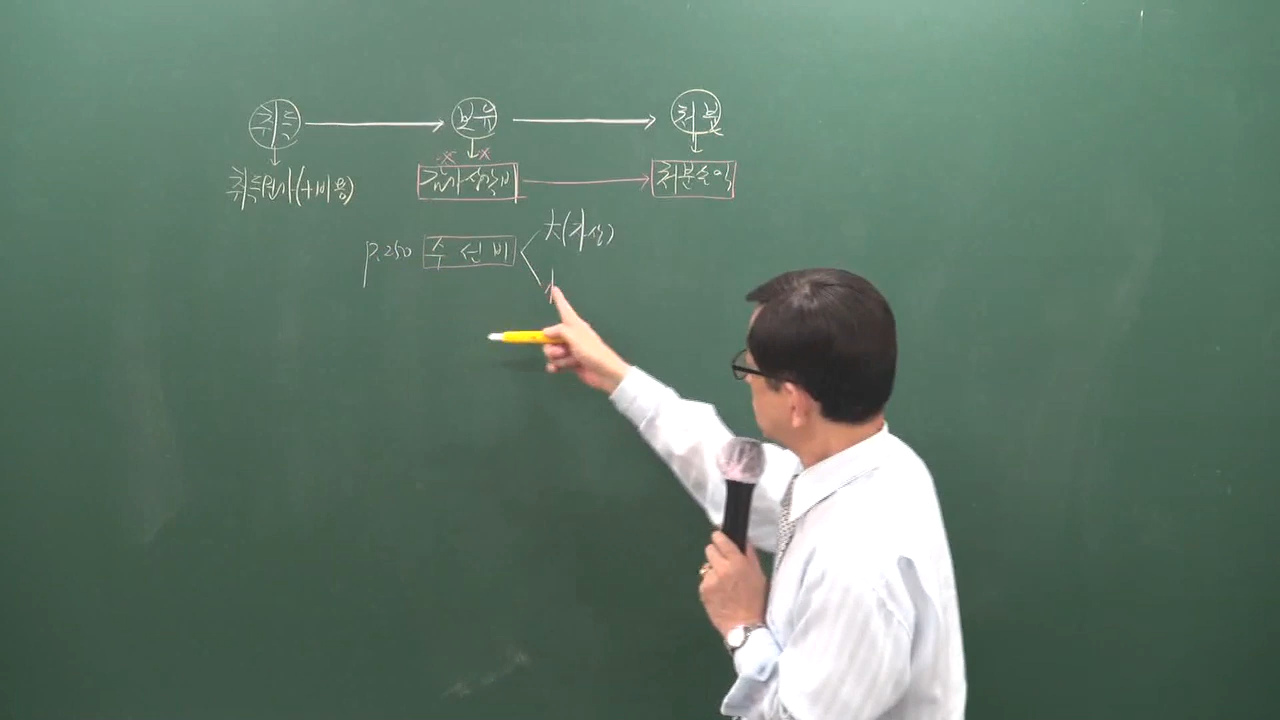 취득 → 보유 → 처분
취득원가(+비용) 감가상각비 → 처분손익
p.250 수선비 大(자산)
小